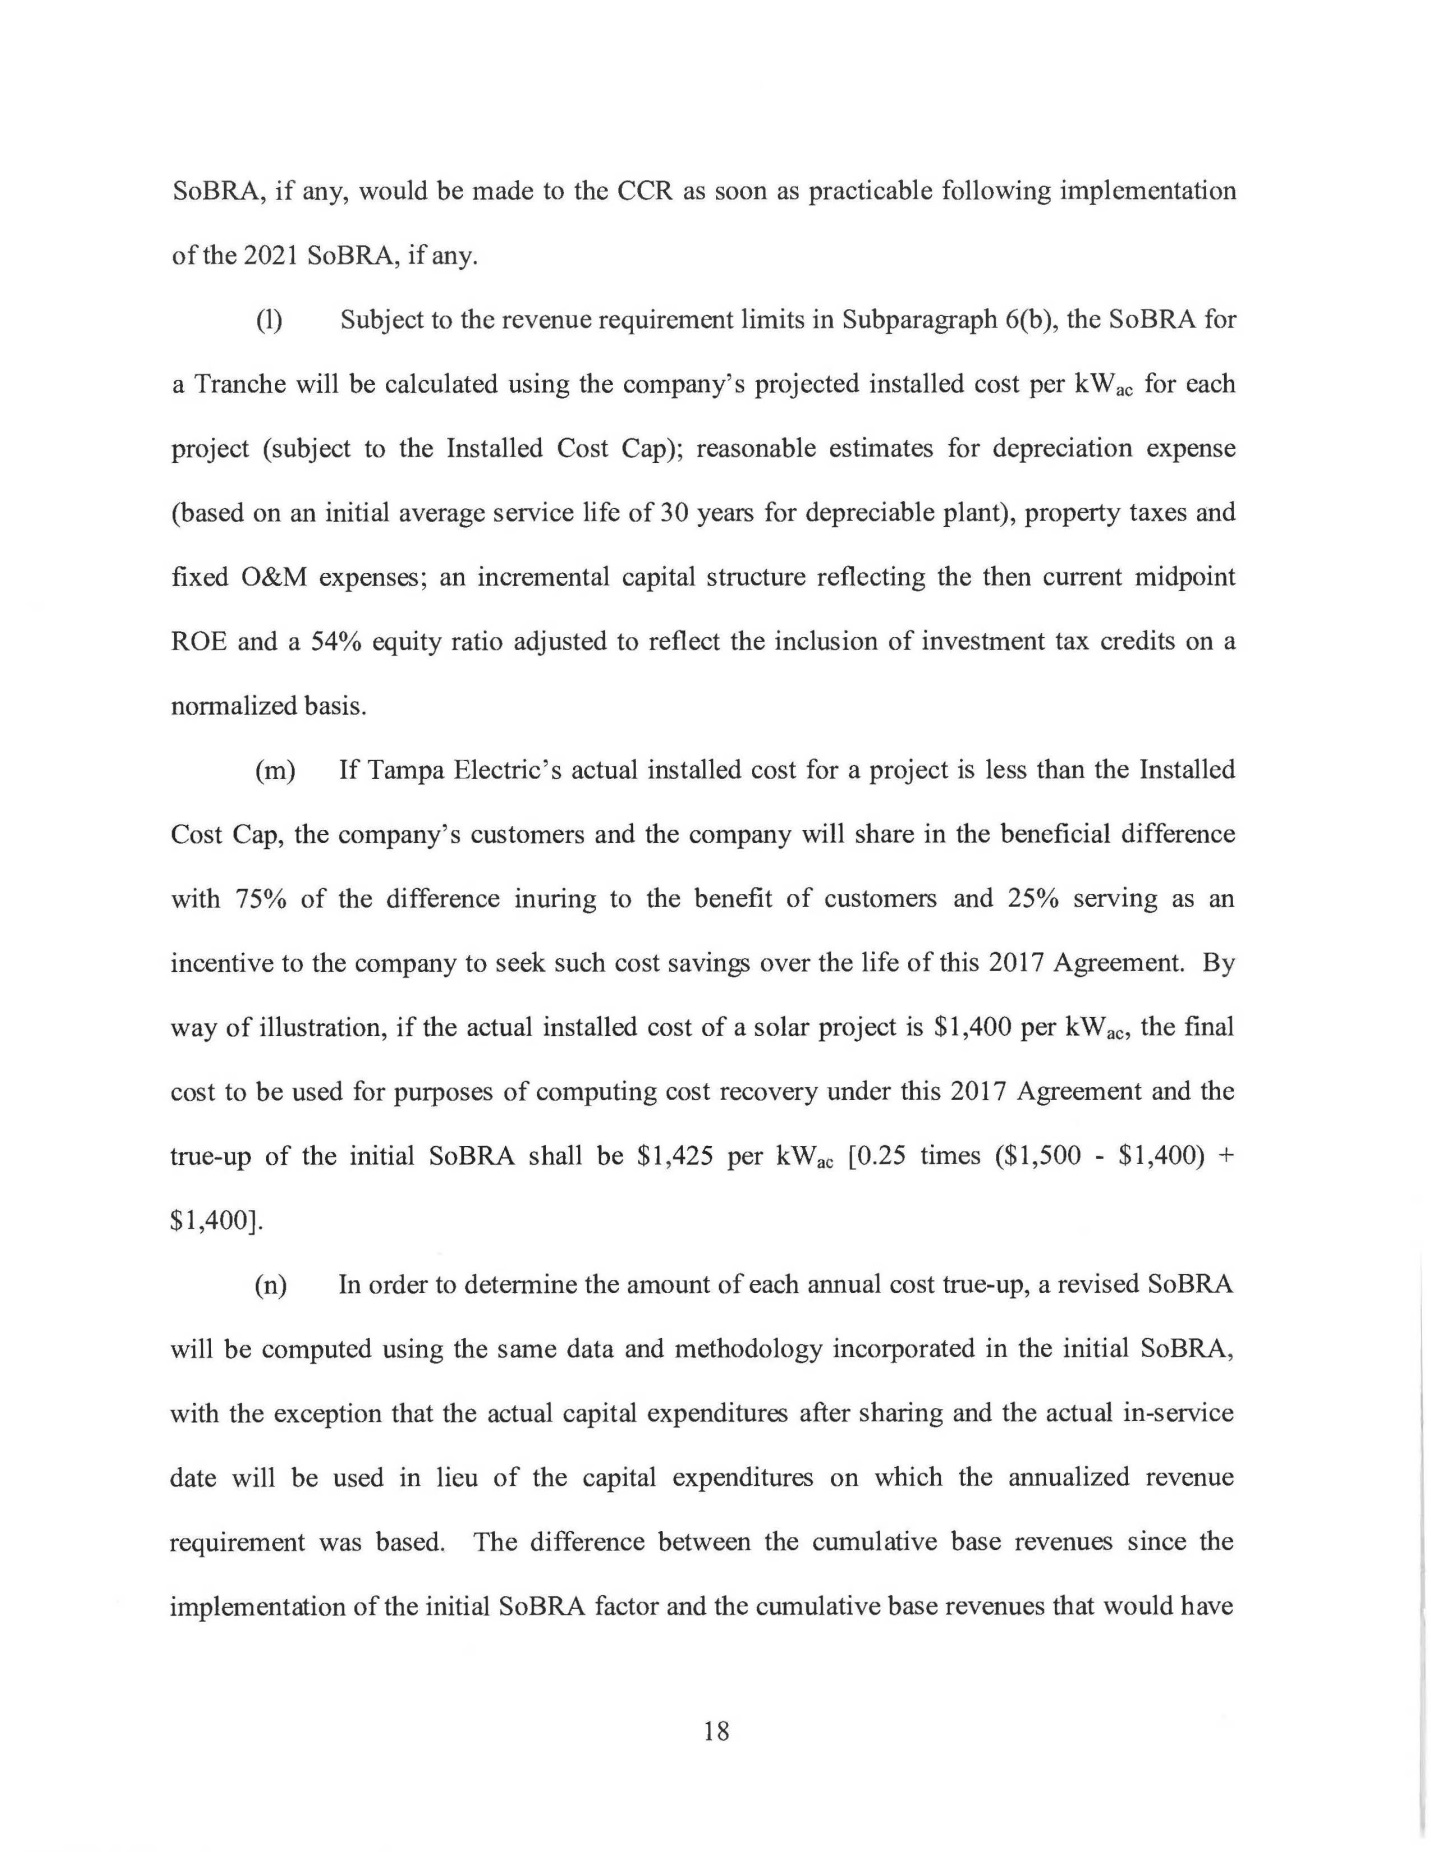 SoBRA, if any, would be made to the CCR as soon as practicable following implementation
of the 2021 SoBRA, if any.
(l) Subject to the revenue requirement limits in Subparagraph 6(b), the SoBRA for
a Tranche will be calculated using the company's projected installed cost per kWac for each
project (subject to the Installed Cost Cap); reasonable estimates for depreciation expense
(based on an initial average service life of 30 years for depreciable plant), property taxes and
fixed O&M expenses; an incremental capital structure reflecting the then current midpoint
ROE and a 54% equity ratio adjusted to reflect the inclusion of investment tax credits on a
normalized basis.
(m) If Tampa Electric's actual installed cost for a project is less than the Installed
Cost Cap, the company's customers and the company will share in the beneficial difference
with 75% of the difference inuring to the benefit of customers and 25% serving as an
incentive to the company to seek such cost savings over the life of this 2017 Agreement. By
way of illustration, if the actual installed cost of a solar project is $1,400 per kWac, the final
cost to be used for purposes of computing cost recovery under this 2017 Agreement and the
true-up of the initial SoBRA shall be $1,425 per kWac [0.25 times ($1,500 - $1,400) +
$1,400].
(n) In order to determine the amount of each annual cost true-up, a revised SoBRA
will be computed using the same data and methodology incorporated in the initial SoBRA,
with the exception that the actual capital expenditures after sharing and the actual in-service
date will be used in lieu of the capital expenditures on which the annualized revenue
requirement was based. The difference between the cumulative base revenues since the
implementation of the initial SoBRA factor and the cumulative base revenues that would have
18